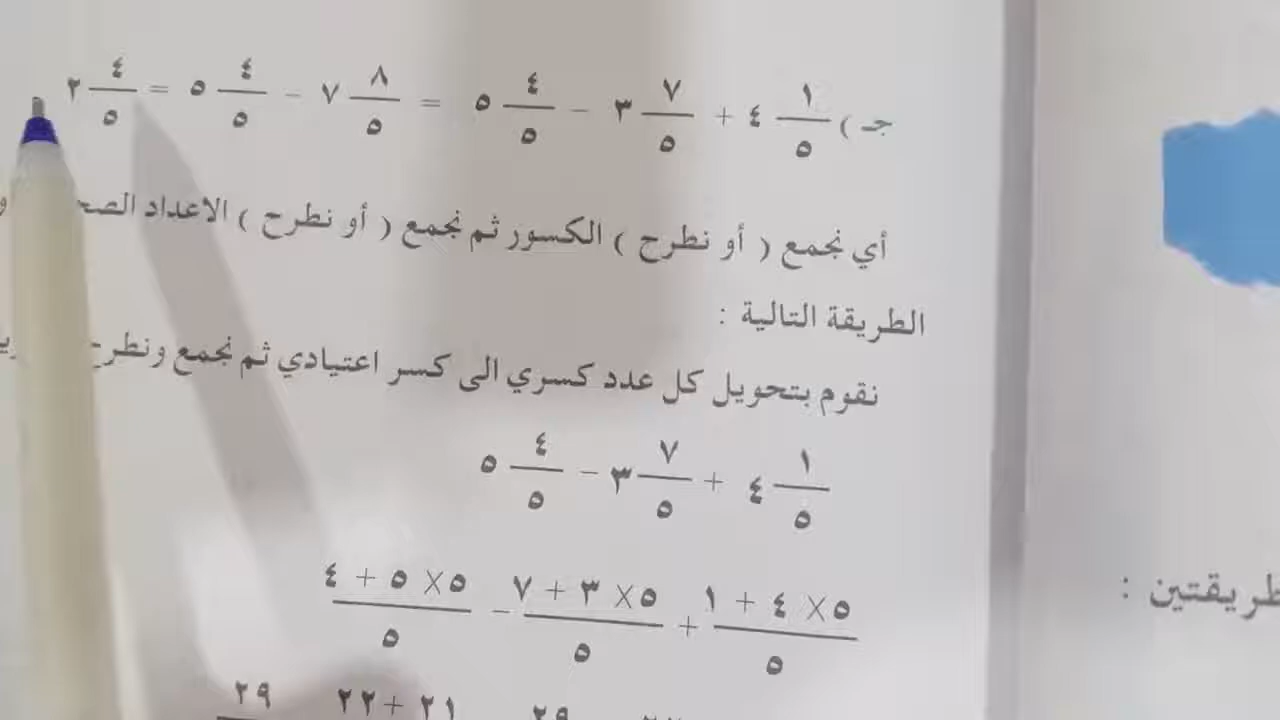 جـ ) ١/٥ ٤ + ٧/٥ ٣ − ٤/٥ ٥ = ٨/٥ ٧ − ٤/٥ ٥ = ٤/٥ ٢
أي نجمع ( أو نطرح ) الكسور ثم نجمع ( أو نطرح ) الاعداد
الطريقة التالية :
نقوم بتحويل كل عدد كسري الى كسر اعتيادي ثم نجمع
١/٥ ٤ + ٧/٥ ٣ − ٤/٥ ٥
(٥ × ٤ + ١)/٥ + (٥ × ٣ + ٧)/٥ − (٥ × ٥ + ٤)/٥
طريقتين :
٢١ + ٢٢ ٢٩